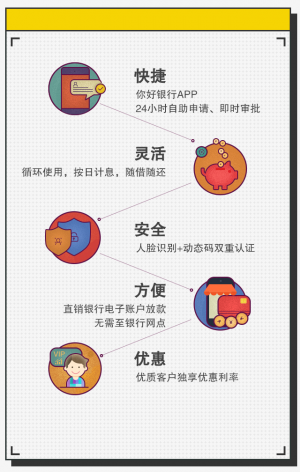 快捷
你好银行APP
24小时自助申请、即时审批
灵活
循环使用，按日计息，随借随还
安全
人脸识别+动态码双重认证
方便
直销银行电子账户放款
无需至银行网点
VIP
优惠
优质客户独享优惠利率